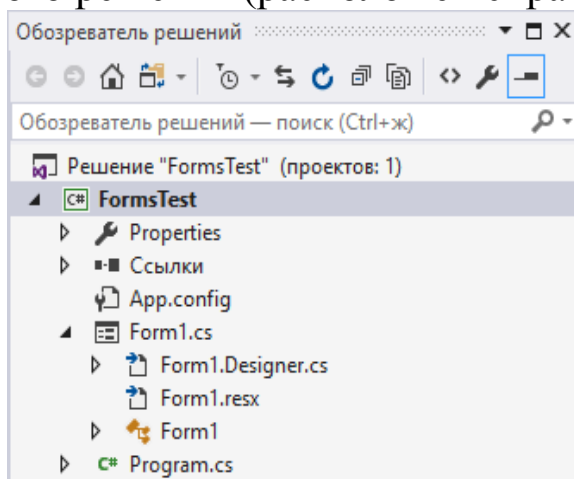 Обозреватель решений
Обозреватель решений — поиск (Ctrl+ж)
Решение "FormsTest" (проектов: 1)
C# FormsTest
Properties
Ссылки
App.config
Form1.cs
Form1.Designer.cs
Form1.resx
Form1
C# Program.cs